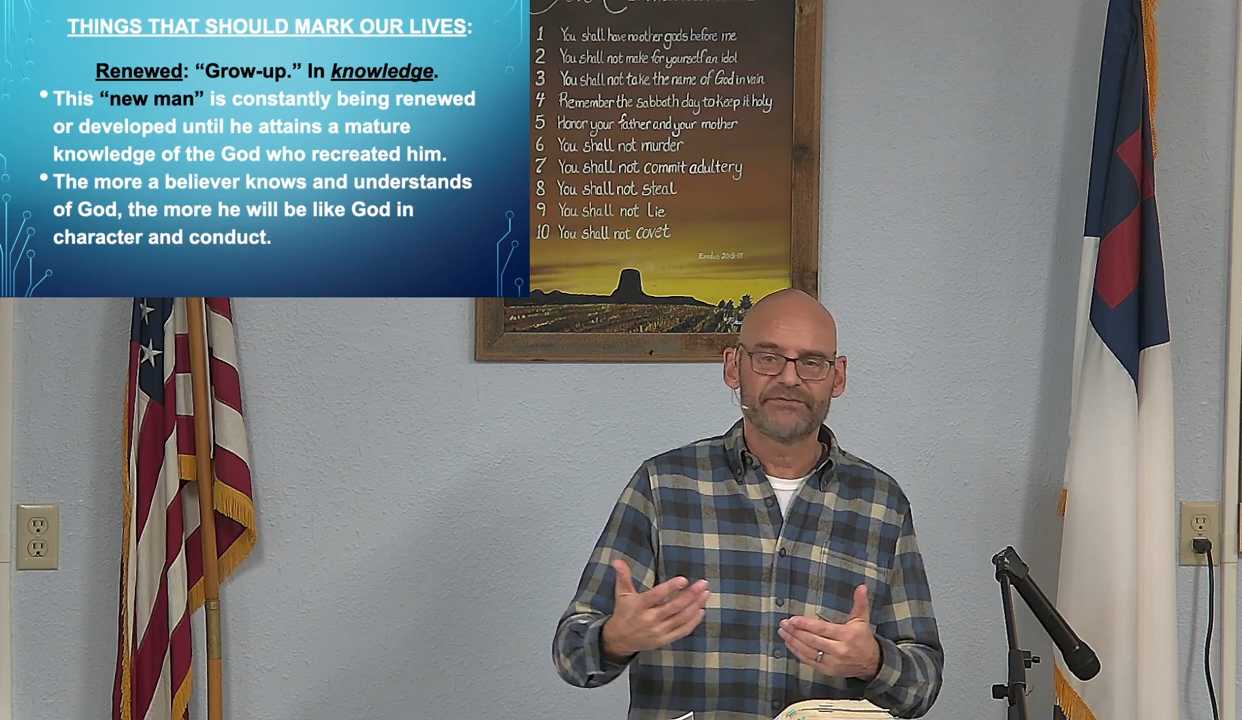 THINGS THAT SHOULD MARK OUR LIVES:
Renewed: “Grow-up.” In knowledge.
• This “new man” is constantly being renewed
or developed until he attains a mature
knowledge of the God who recreated him.
• The more a believer knows and understands
of God, the more he will be like God in
character and conduct.
1 You shall have no other gods before me
2 You shall not make for yourself an idol
3 You shall not take the name of God in vain
4 Remember the sabbath day to keep it holy
5 Honor your father and your mother
6 You shall not murder
7 You shall not commit adultery
8 You shall not steal
9 You shall not lie
10 You shall not covet
Exodus 20:3-17